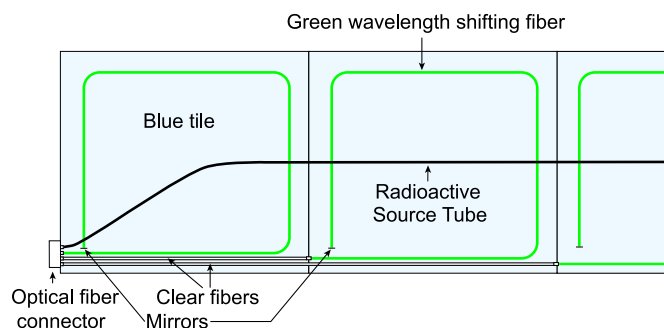 Green wavelength shifting fiber
Blue tile
Radioactive
Source Tube
Optical fiber
connector
Clear fibers
Mirrors